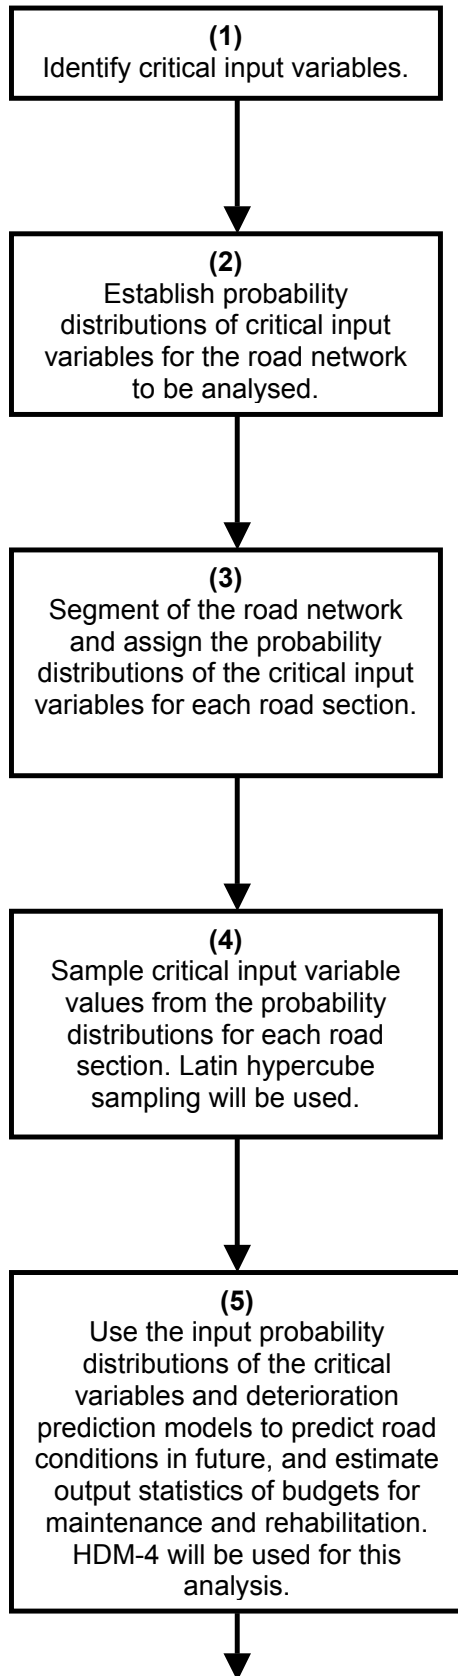 (1)
Identify critical input variables.
(2)
Establish probability
distributions of critical input
variables for the road network
to be analysed.
(3)
Segment of the road network
and assign the probability
distributions of the critical input
variables for each road section.
(4)
Sample critical input variable
values from the probability
distributions for each road
section. Latin hypercube
sampling will be used.
(5)
Use the input probability
distributions of the critical
variables and deterioration
prediction models to predict road
conditions in future, and estimate
output statistics of budgets for
maintenance and rehabilitation.
HDM-4 will be used for this
analysis.